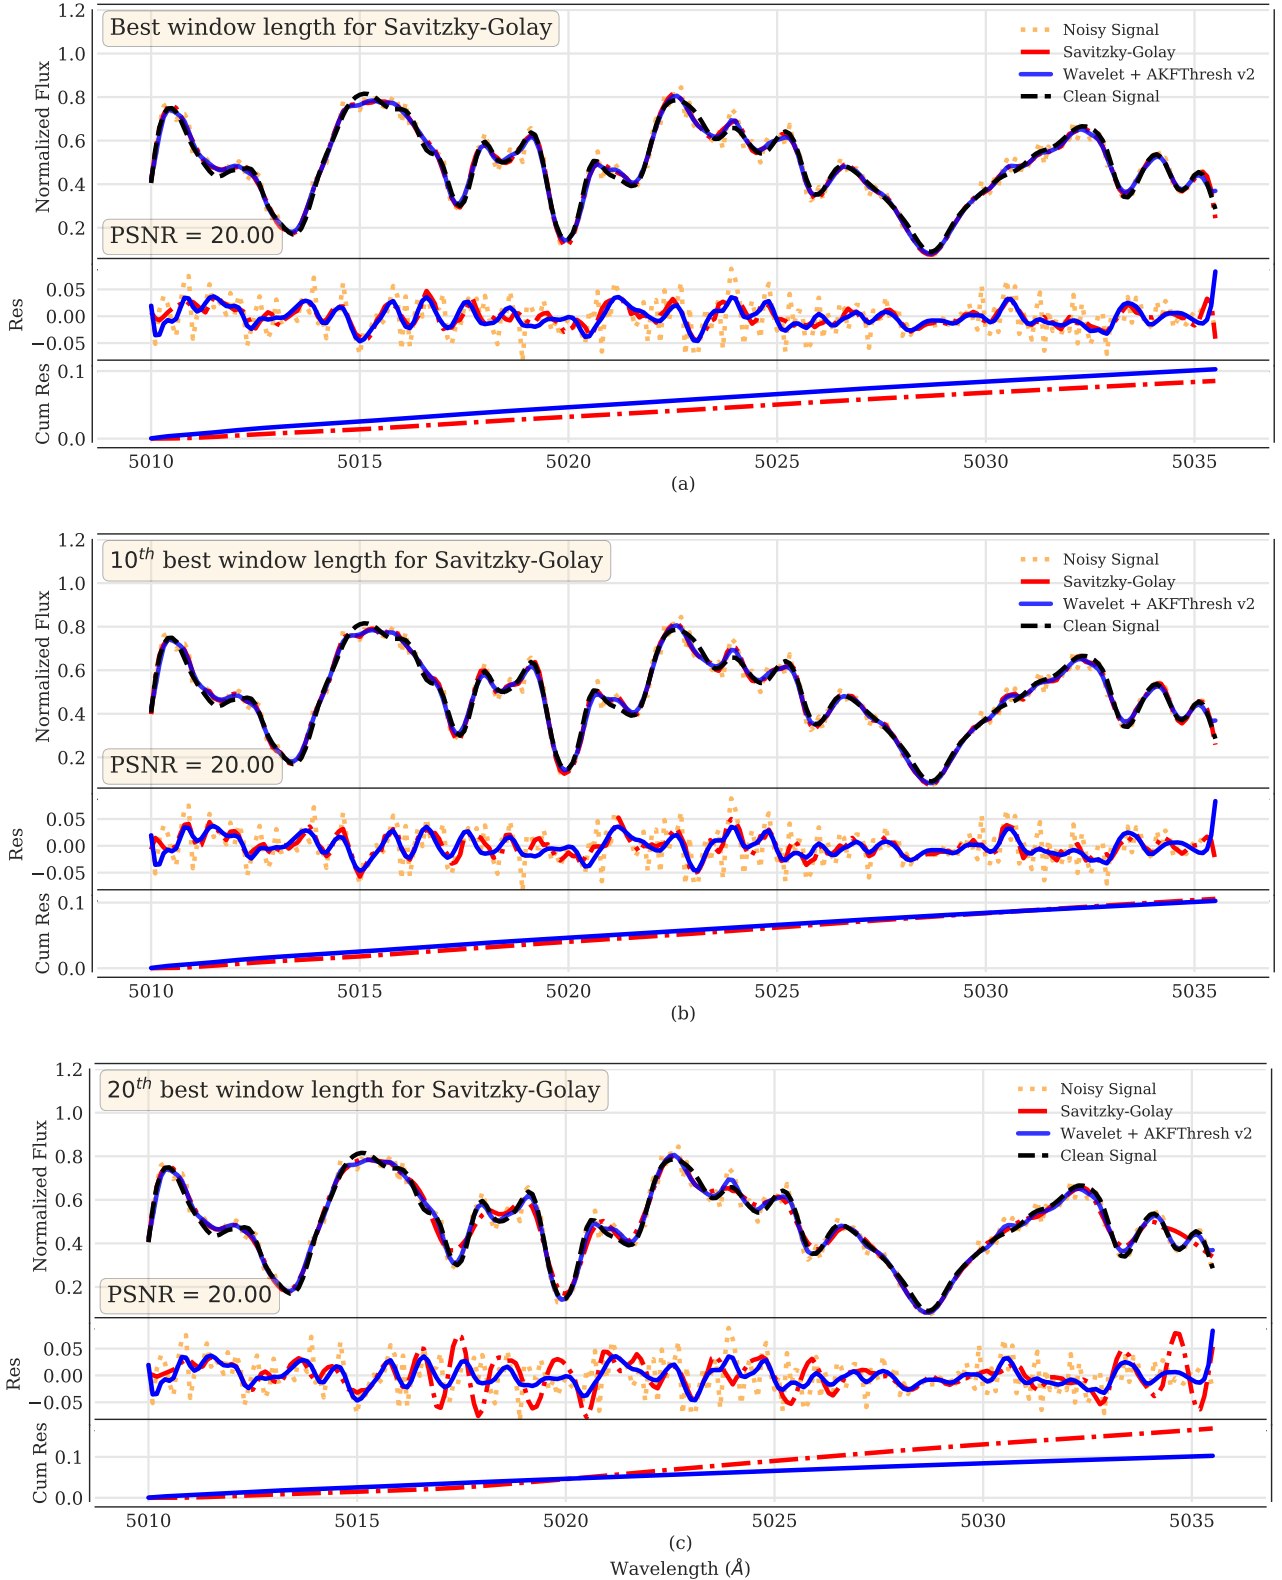 Best window length for Savitzky-Golay
Noisy Signal
Savitzky-Golay
Wavelet + AKFThresh v2
Clean Signal
PSNR = 20.00
Normalized Flux
1.2
1.0
0.8
0.6
0.4
0.2
Res
0.05
0.00
−0.05
Cum Res
0.1
0.0
5010 5015 5020 5025 5030 5035
(a)
10th best window length for Savitzky-Golay
Noisy Signal
Savitzky-Golay
Wavelet + AKFThresh v2
Clean Signal
PSNR = 20.00
Normalized Flux
1.2
1.0
0.8
0.6
0.4
0.2
Res
0.05
0.00
−0.05
Cum Res
0.1
0.0
5010 5015 5020 5025 5030 5035
(b)
20th best window length for Savitzky-Golay
Noisy Signal
Savitzky-Golay
Wavelet + AKFThresh v2
Clean Signal
PSNR = 20.00
Normalized Flux
1.2
1.0
0.8
0.6
0.4
0.2
Res
0.05
0.00
−0.05
Cum Res
0.1
0.0
5010 5015 5020 5025 5030 5035
(c)
Wavelength (Å)